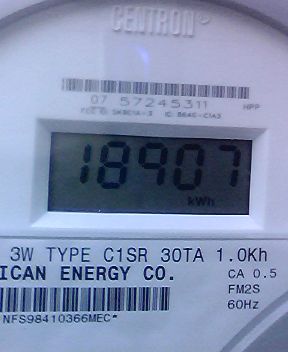 CENTRON
07 57245311 HPP
18907
kWh
3W TYPE C1SR 30TA 1.0Kh
ICAN ENERGY CO. CA 0.5
FM2S
60Hz
NFS98410366MEC*